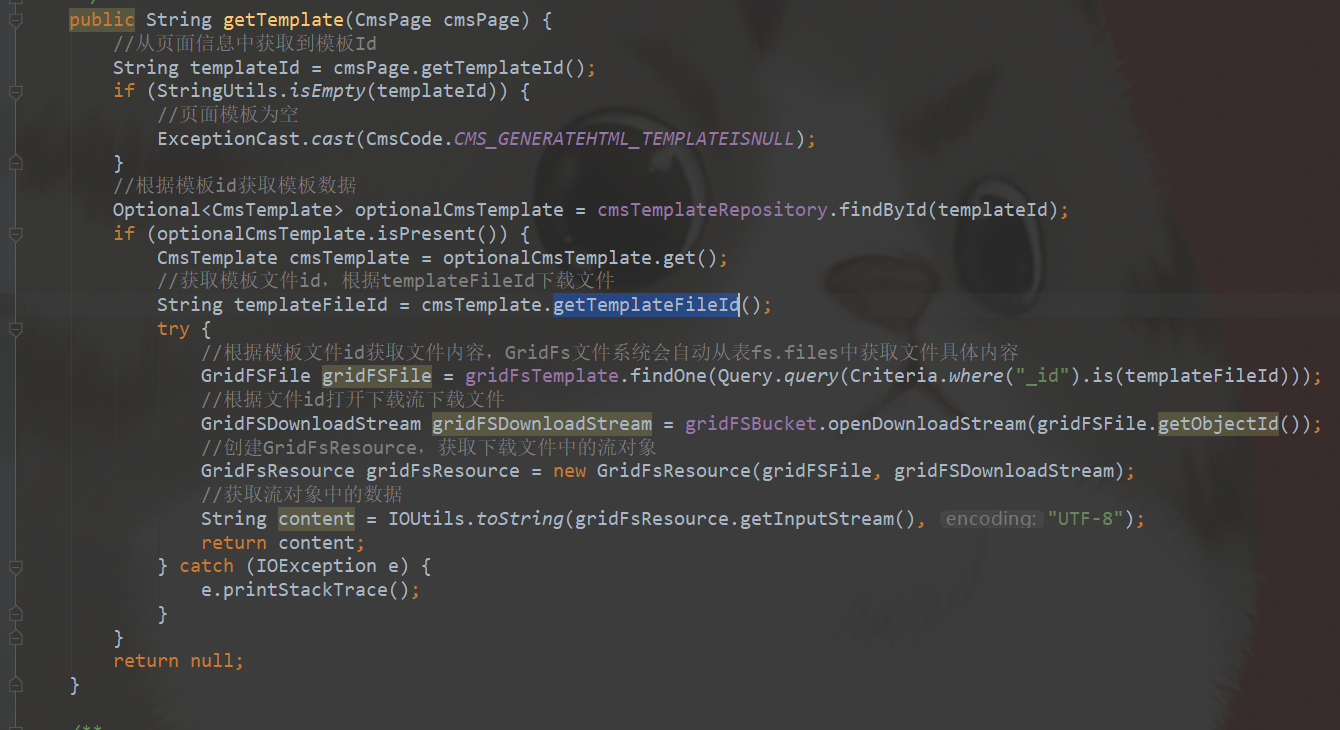 public String getTemplate(CmsPage cmsPage) {
//从页面信息中获取到模板Id
String templateId = cmsPage.getTemplateId();
if (StringUtils.isEmpty(templateId)) {
//页面模板为空
ExceptionCast.cast(CmsCode.CMS_GENERATEHTML_TEMPLATEISNULL);
}
//根据模板id获取模板数据
Optional<CmsTemplate> optionalCmsTemplate = cmsTemplateRepository.findById(templateId);
if (optionalCmsTemplate.isPresent()) {
CmsTemplate cmsTemplate = optionalCmsTemplate.get();
//获取模板文件id，根据templateFileId下载文件
String templateFileId = cmsTemplate.getTemplateFileId();
try {
//根据模板文件id获取文件内容，GridFs文件系统会自动从表fs.files中获取文件具体内容
GridFSFile gridFSFile = gridFsTemplate.findOne(Query.query(Criteria.where("_id").is(templateFileId)));
//根据文件id打开下载流下载文件
GridFSDownloadStream gridFSDownloadStream = gridFSBucket.openDownloadStream(gridFSFile.getObjectId());
//创建GridFsResource，获取下载文件中的流对象
GridFsResource gridFsResource = new GridFsResource(gridFSFile, gridFSDownloadStream);
//获取流对象中的数据
String content = IOUtils.toString(gridFsResource.getInputStream(), encoding: "UTF-8");
return content;
} catch (IOException e) {
e.printStackTrace();
}
}
return null;
}
/**